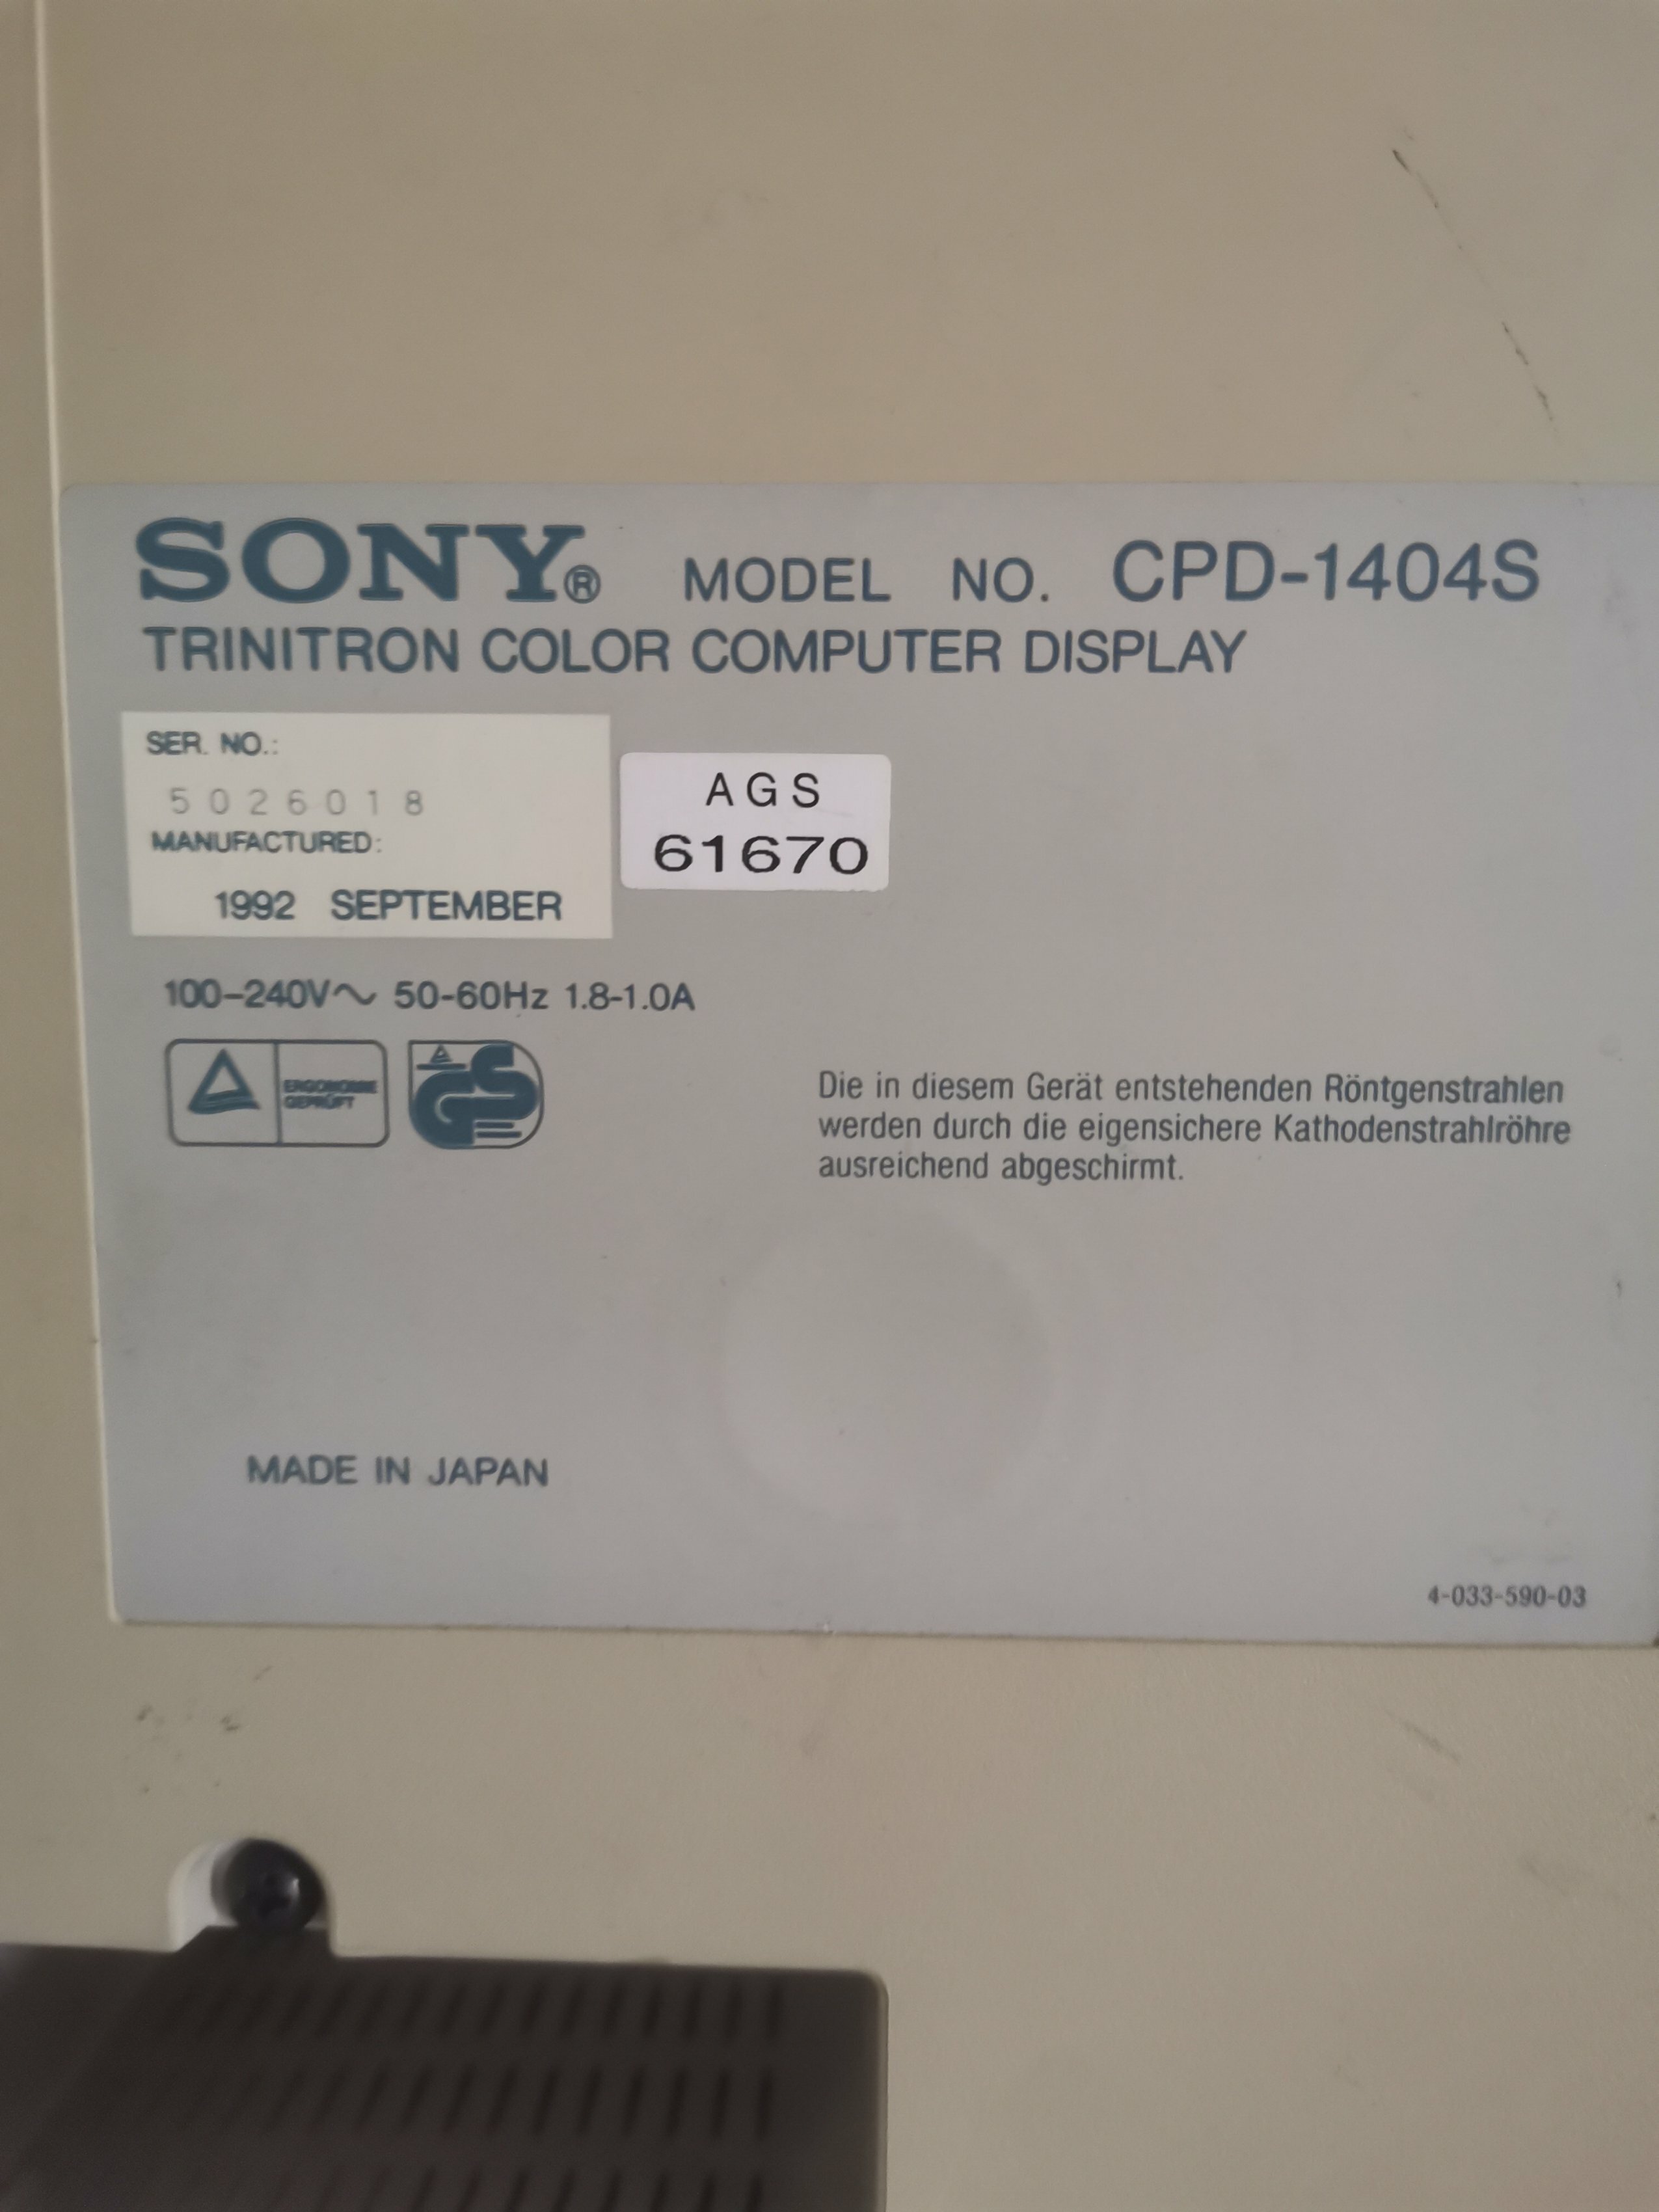 SONY® MODEL NO. CPD-1404S
TRINITRON COLOR COMPUTER DISPLAY
SER. NO.:
5026018
MANUFACTURED:
1992 SEPTEMBER
AGS
61670
100-240V~ 50-60Hz 1.8-1.0A
ERGONOMIE
GEPRÜFT
GS
Die in diesem Gerät entstehenden Röntgenstrahlen
werden durch die eigensichere Kathodenstrahlröhre
ausreichend abgeschirmt.
MADE IN JAPAN
4-033-590-03